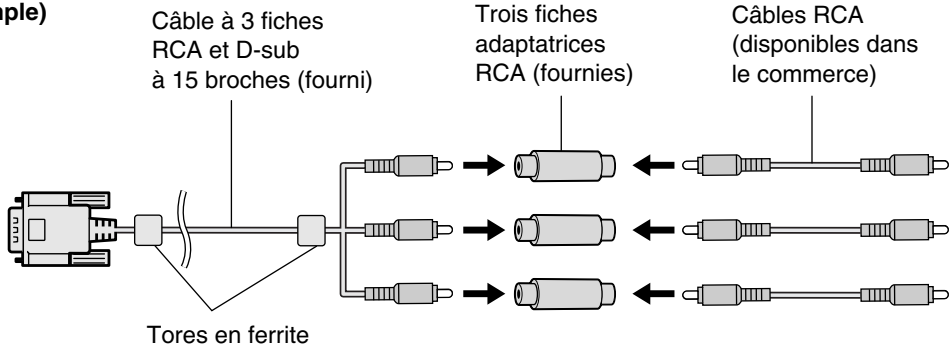 mple)
Câble à 3 fiches
RCA et D-sub
à 15 broches (fourni)
Trois fiches
adaptatrices
RCA (fournies)
Câbles RCA
(disponibles dans
le commerce)
Tores en ferrite